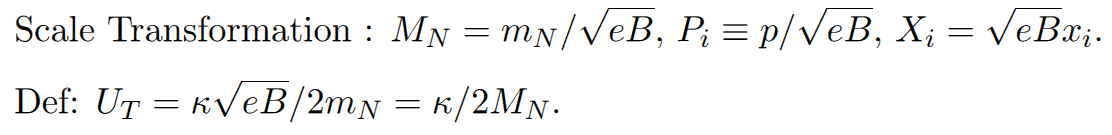 Scale Transformation : $M_N = m_N/\sqrt{eB}$, $P_i \equiv p/\sqrt{eB}$, $X_i = \sqrt{eB}x_i$.
Def: $U_T = \kappa\sqrt{eB}/2m_N = \kappa/2M_N$.